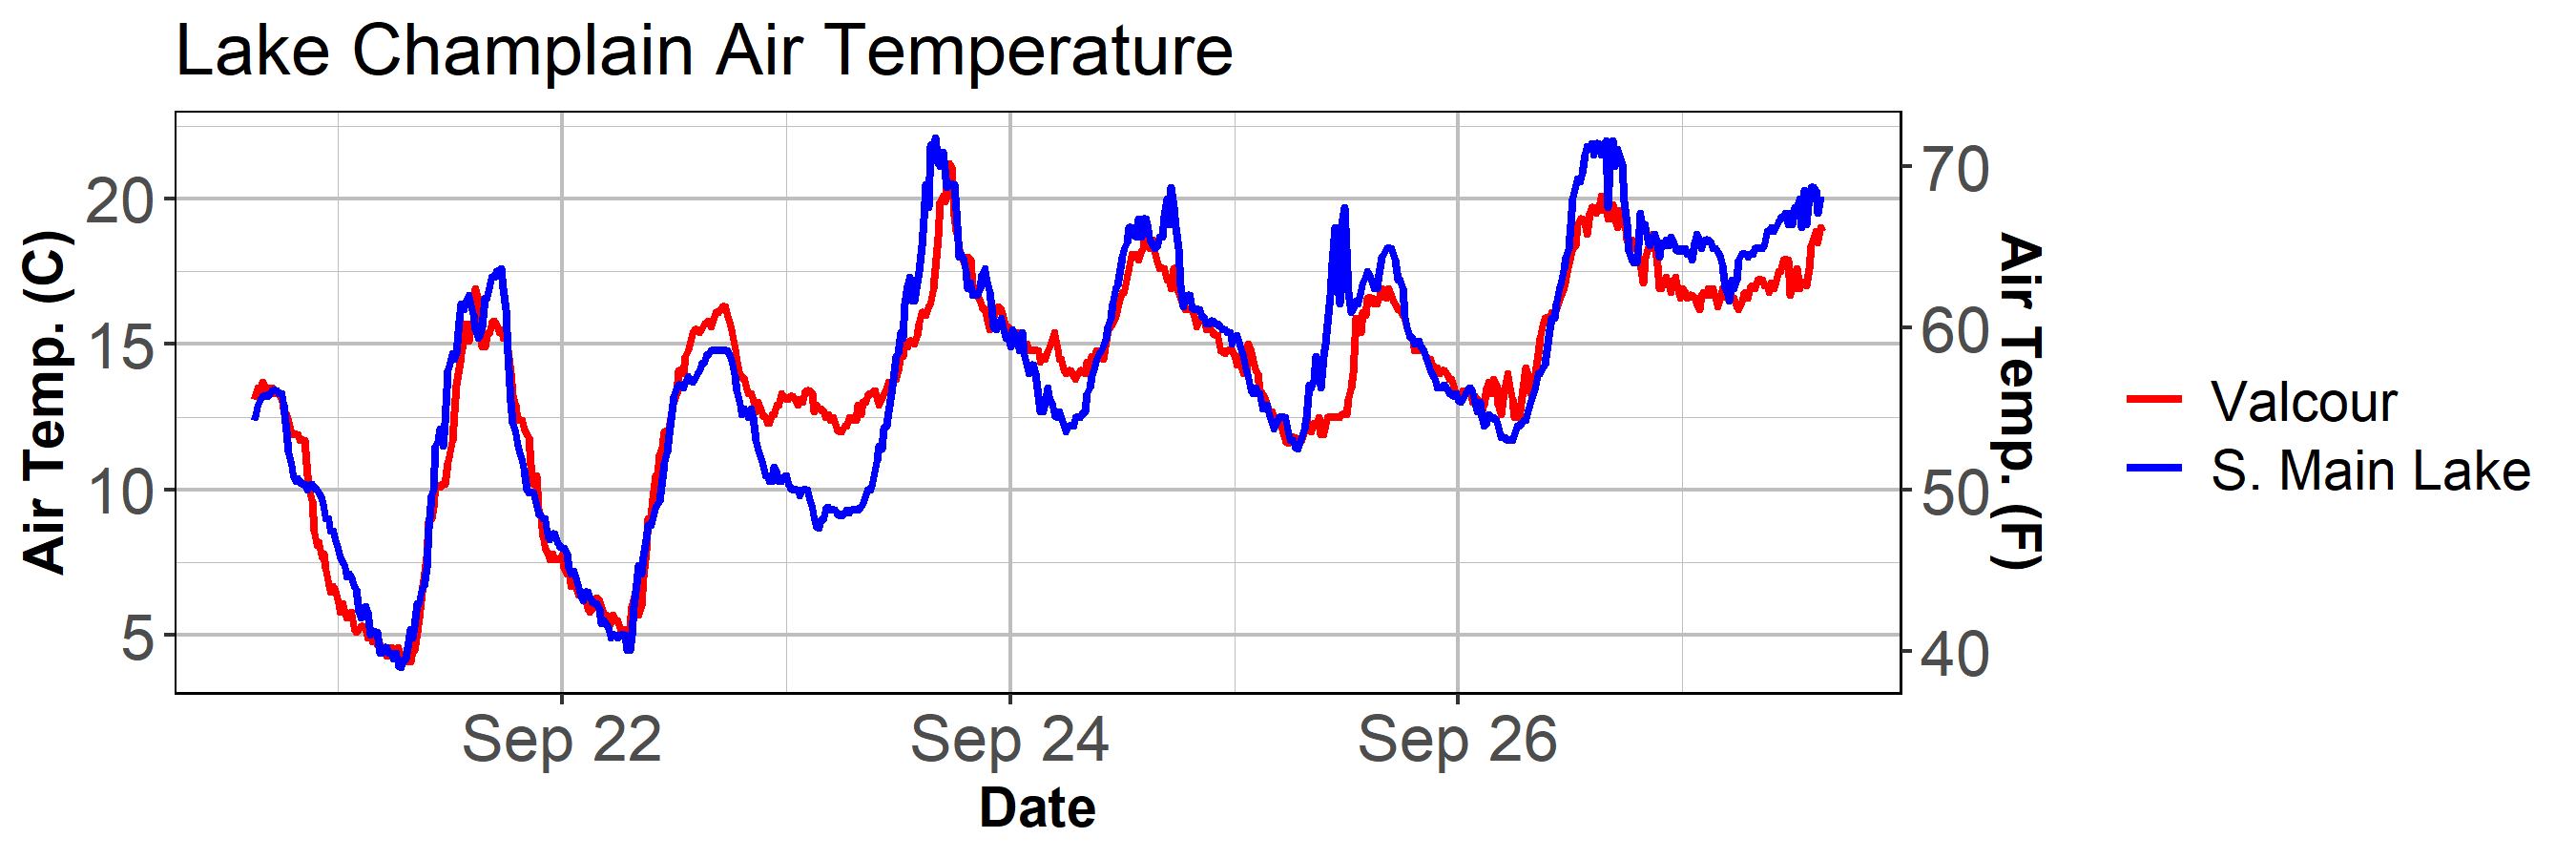 Lake Champlain Air Temperature
Air Temp. (C)
20
15
10
5
70
60
50
40
Air Temp. (F)
Sep 22
Sep 24
Sep 26
Date
Valcour
S. Main Lake